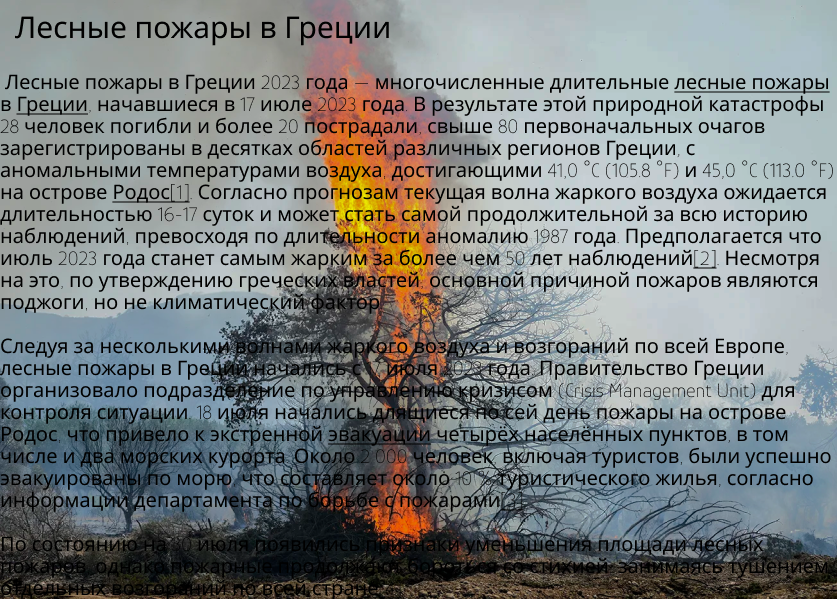 Лесные пожары в Греции
Лесные пожары в Греции 2023 года — многочисленные длительные лесные пожары
в Греции, начавшиеся в 17 июле 2023 года. В результате этой природной катастрофы
28 человек погибли и более 20 пострадали, свыше 80 первоначальных очагов
зарегистрированы в десятках областей различных регионов Греции, с
аномальными температурами воздуха, достигающими 41,0 °C (105.8 °F) и 45,0 °C (113.0 °F)
на острове Родос[1]. Согласно прогнозам текущая волна жаркого воздуха ожидается
длительностью 16-17 суток и может стать самой продолжительной за всю историю
наблюдений, превосходя по длительности аномалию 1987 года. Предполагается что
июль 2023 года станет самым жарким за более чем 50 лет наблюдений[2]. Несмотря
на это, по утверждению греческих властей, основной причиной пожаров являются
поджоги, но не климатический фактор.
Следуя за несколькими волнами жаркого воздуха и возгораний по всей Европе,
лесные пожары в Греции начались с июля 2023 года. Правительство Греции
организовало подразделение по управлению кризисом (Crisis Management Unit) для
контроля ситуации. 18 июля начались длящиеся по сей день пожары на острове
Родос, что привело к экстренной эвакуации четырёх населённых пунктов, в том
числе и два морских курорта. Около 2 000 человек, включая туристов, были успешно
эвакуированы по морю, что составляет около 10 % туристического жилья, согласно
информации департамента по борьбе с пожарами
По состоянию на 30 июля появились признаки уменьшения площади лесных
пожаров, однако пожарные продолжают бороться со стихией, занимаясь тушением
отдельных возгораний по всей стране.